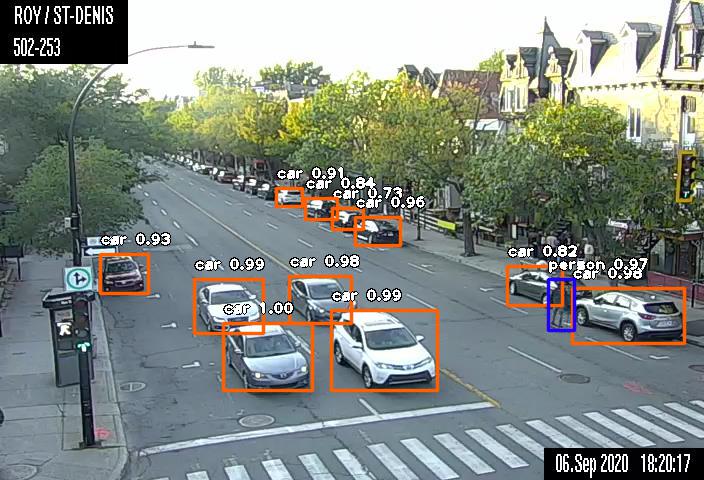 ROY / ST-DENIS
502-253
car 0.91
car 0.84
car 0.73
car 0.96
car 0.93
car 0.82
person 0.97
car 0.98
car 0.99
car 0.98
car 1.00
car 0.99
06.Sep 2020 18:20:17